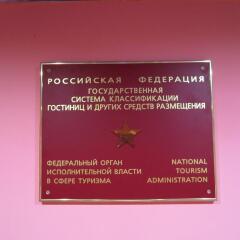 РОССИЙСКАЯ ФЕДЕРАЦИЯ
ГОСУДАРСТВЕННАЯ
СИСТЕМА КЛАССИФИКАЦИИ
ГОСТИНИЦ И ДРУГИХ СРЕДСТВ РАЗМЕЩЕНИЯ
ФЕДЕРАЛЬНЫЙ ОРГАН
ИСПОЛНИТЕЛЬНОЙ ВЛАСТИ
В СФЕРЕ ТУРИЗМА
NATIONAL
TOURISM
ADMINISTRATION